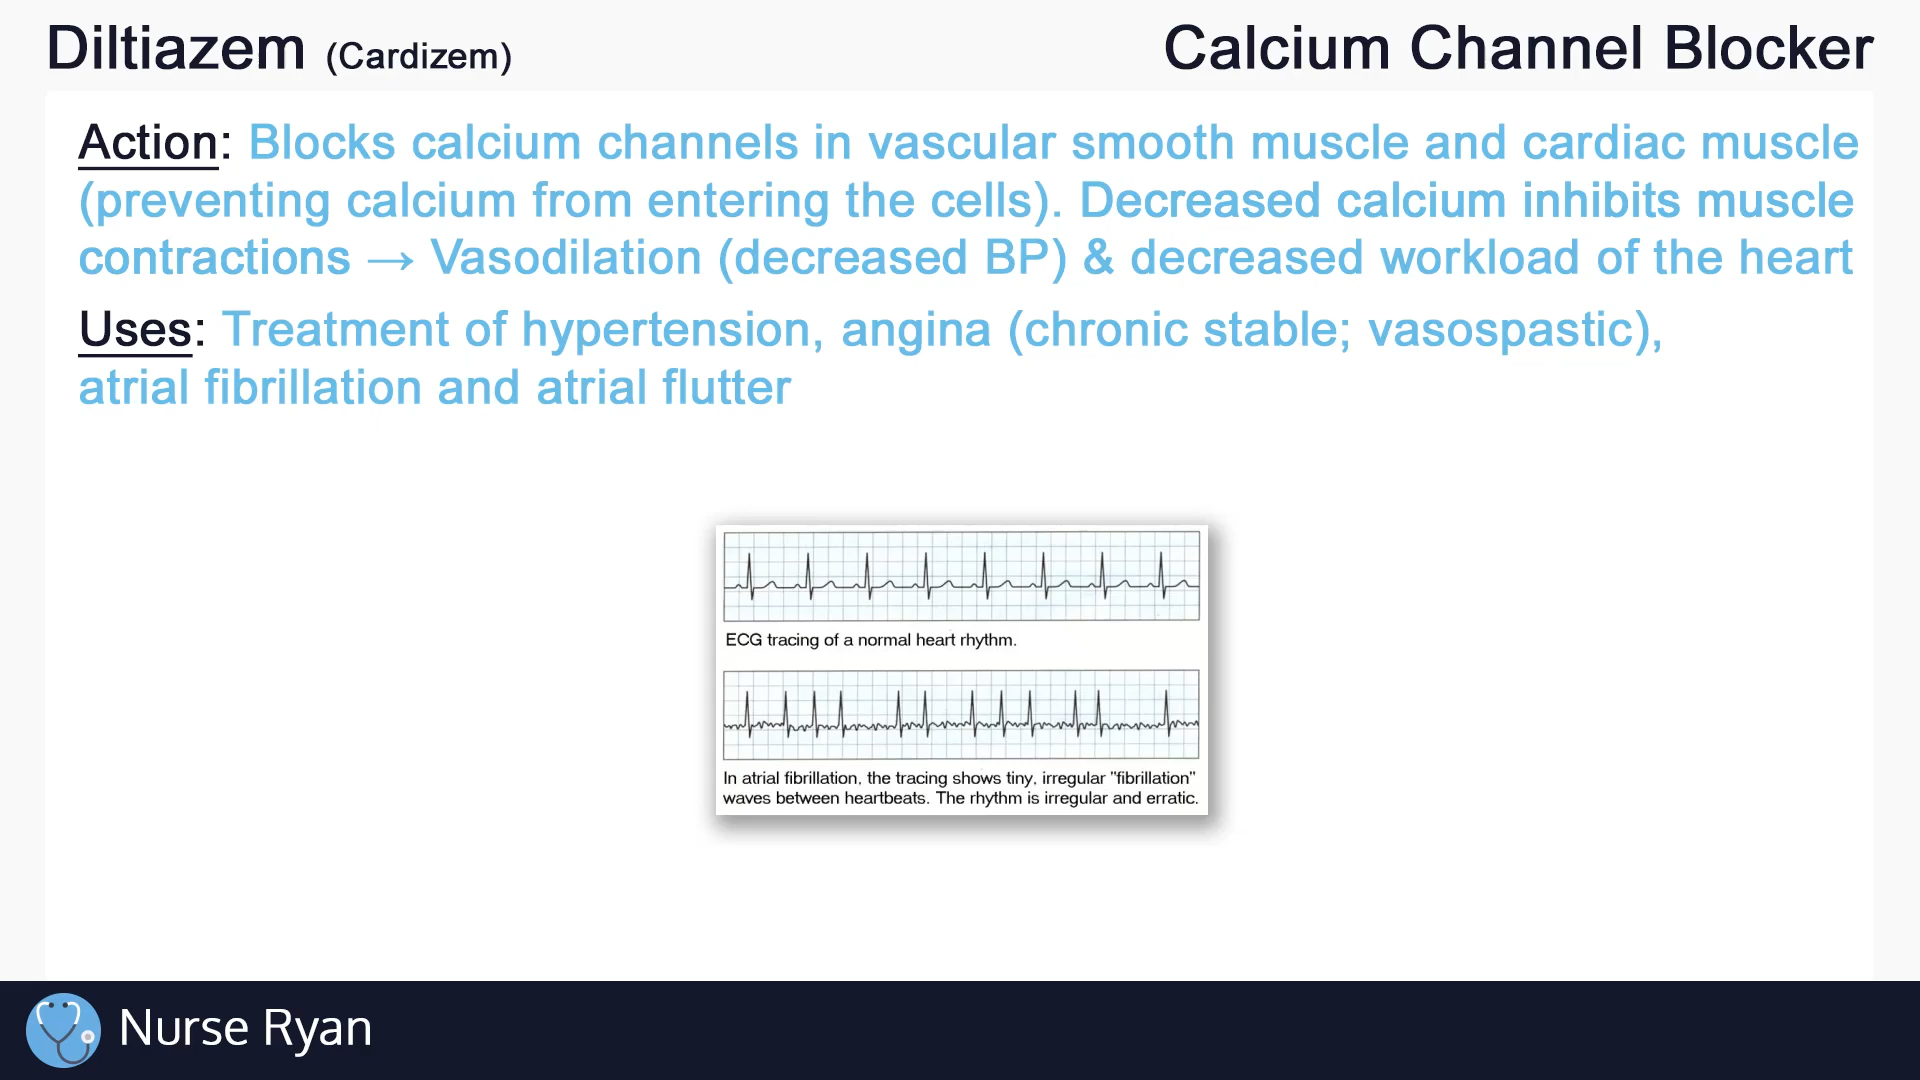 Diltiazem (Cardizem)
Calcium Channel Blocker
Action: Blocks calcium channels in vascular smooth muscle and cardiac muscle
(preventing calcium from entering the cells). Decreased calcium inhibits muscle
contractions → Vasodilation (decreased BP) & decreased workload of the heart
Uses: Treatment of hypertension, angina (chronic stable; vasospastic),
atrial fibrillation and atrial flutter
ECG tracing of a normal heart rhythm.
In atrial fibrillation, the tracing shows tiny, irregular "fibrillation"
waves between heartbeats. The rhythm is irregular and erratic.
Nurse Ryan